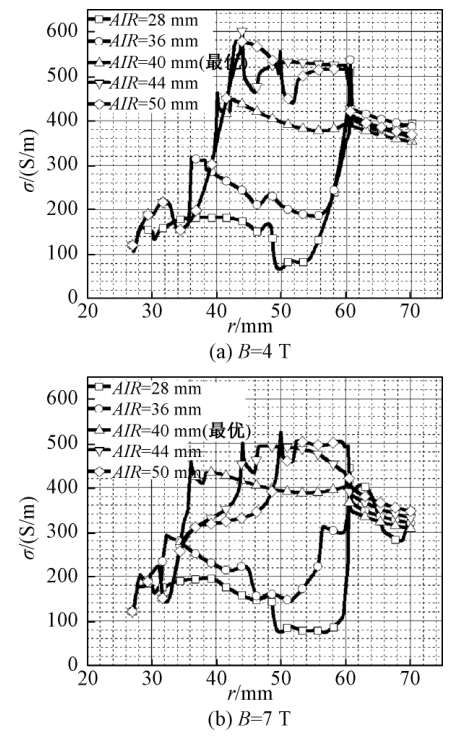 600
500
400
300
200
100
0
σ/(S/m)
AIR=28 mm
AIR=36 mm
AIR=40 mm(最优)
AIR=44 mm
AIR=50 mm
20 30 40 50 60 70
r/mm
(a) B=4 T
600
500
400
300
200
100
0
σ/(S/m)
AIR=28 mm
AIR=36 mm
AIR=40 mm(最优)
AIR=44 mm
AIR=50 mm
20 30 40 50 60 70
r/mm
(b) B=7 T